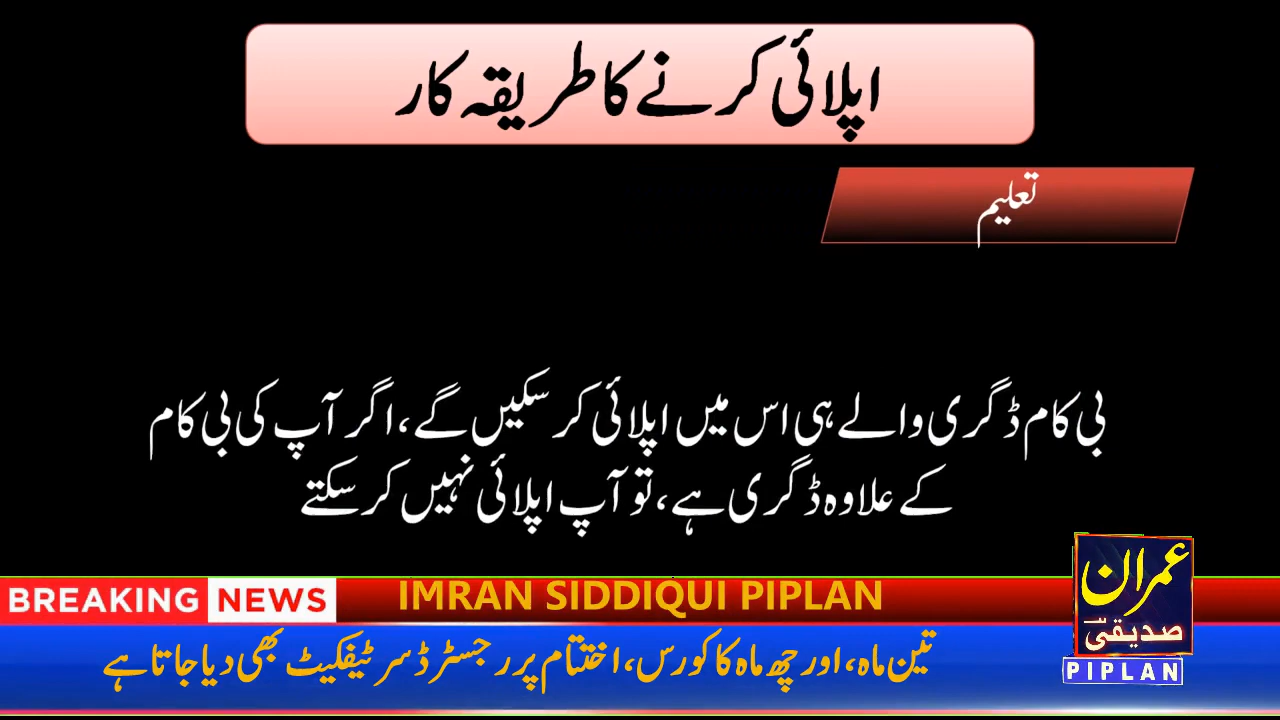 اپلائی کرنے کا طریقہ کار
تعلیم
بی کام ڈگری والے ہی اس میں اپلائی کر سکیں گے، اگر آپ کی بی کام
کے علاوہ ڈگری ہے، تو آپ اپلائی نہیں کر سکتے
BREAKING NEWS
IMRAN SIDDIQUI PIPLAN
تین ماہ، اور چھ ماہ کا کورس، اختتام پر رجسٹرڈ سرٹیفکیٹ بھی دیا جاتا ہے
عمران
صدیقی
PIPLAN